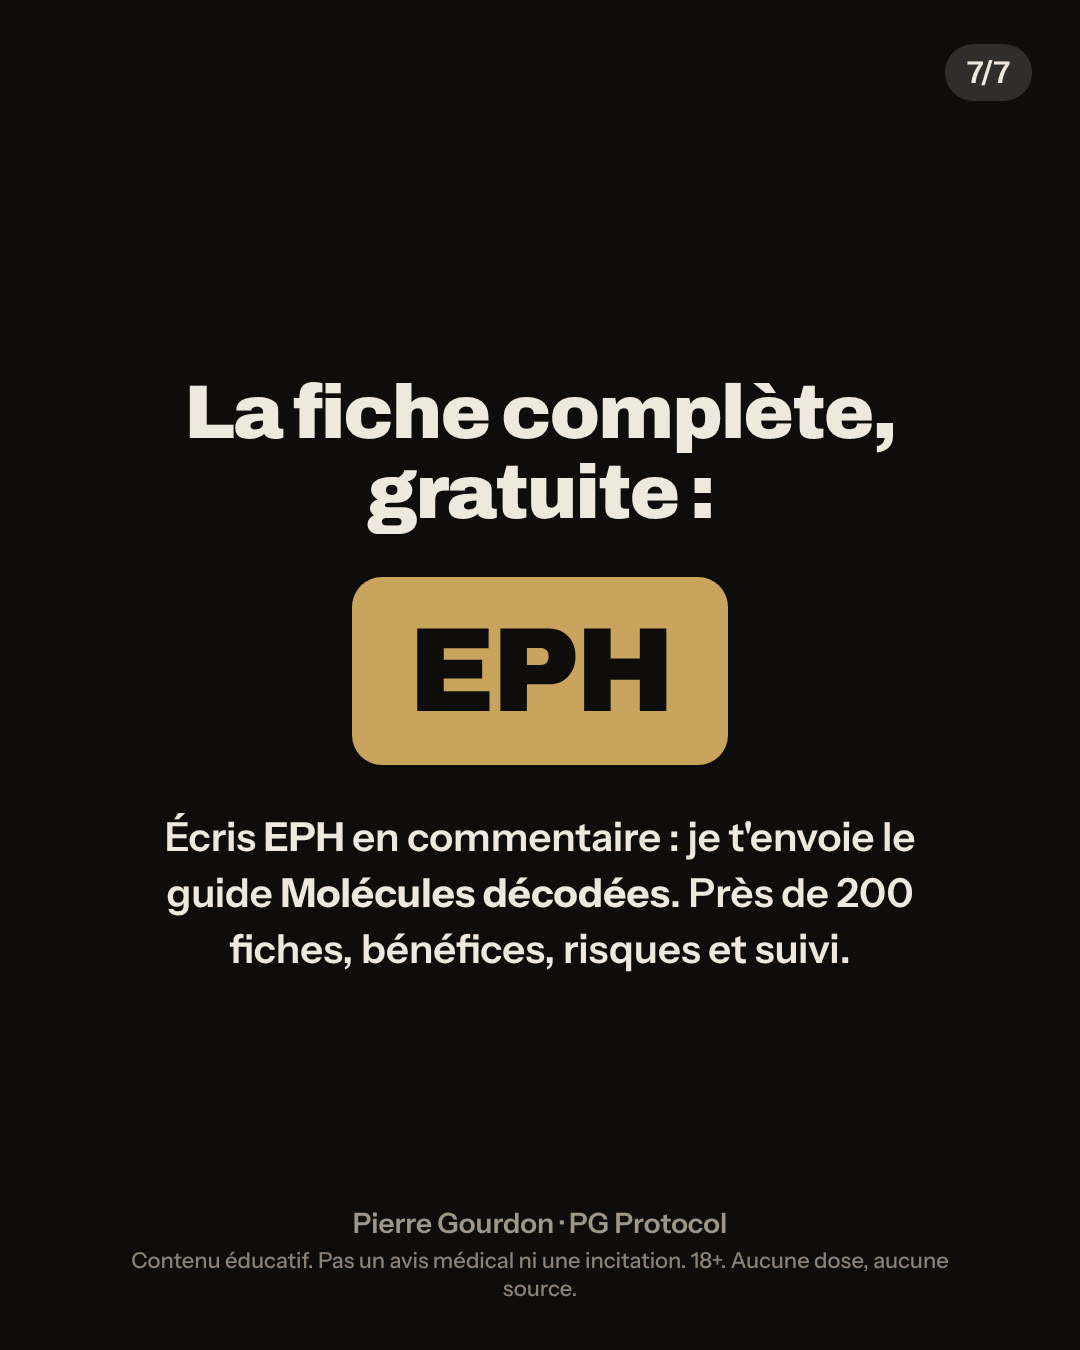 7/7
La fiche complète,
gratuite :
EPH
Écris EPH en commentaire : je t'envoie le
guide Molécules décodées. Près de 200
fiches, bénéfices, risques et suivi.
Pierre Gourdon · PG Protocol
Contenu éducatif. Pas un avis médical ni une incitation. 18+. Aucune dose, aucune
source.